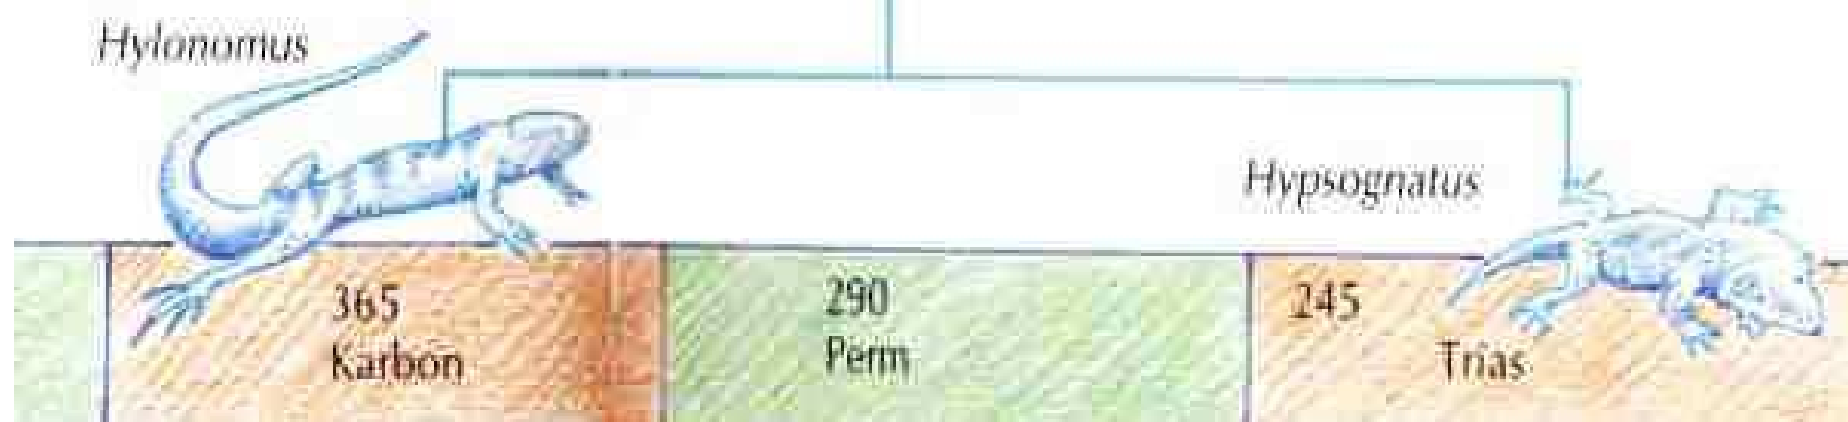 Hylonomus
Hypsognatus
365
Karbon
290
Perm
245
Trias